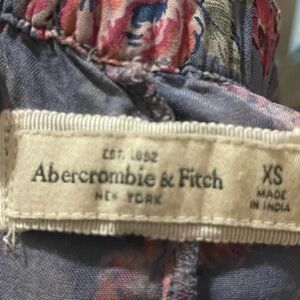 EST. 1892
Abercrombie & Fitch
NEW YORK
XS
MADE
IN INDIA